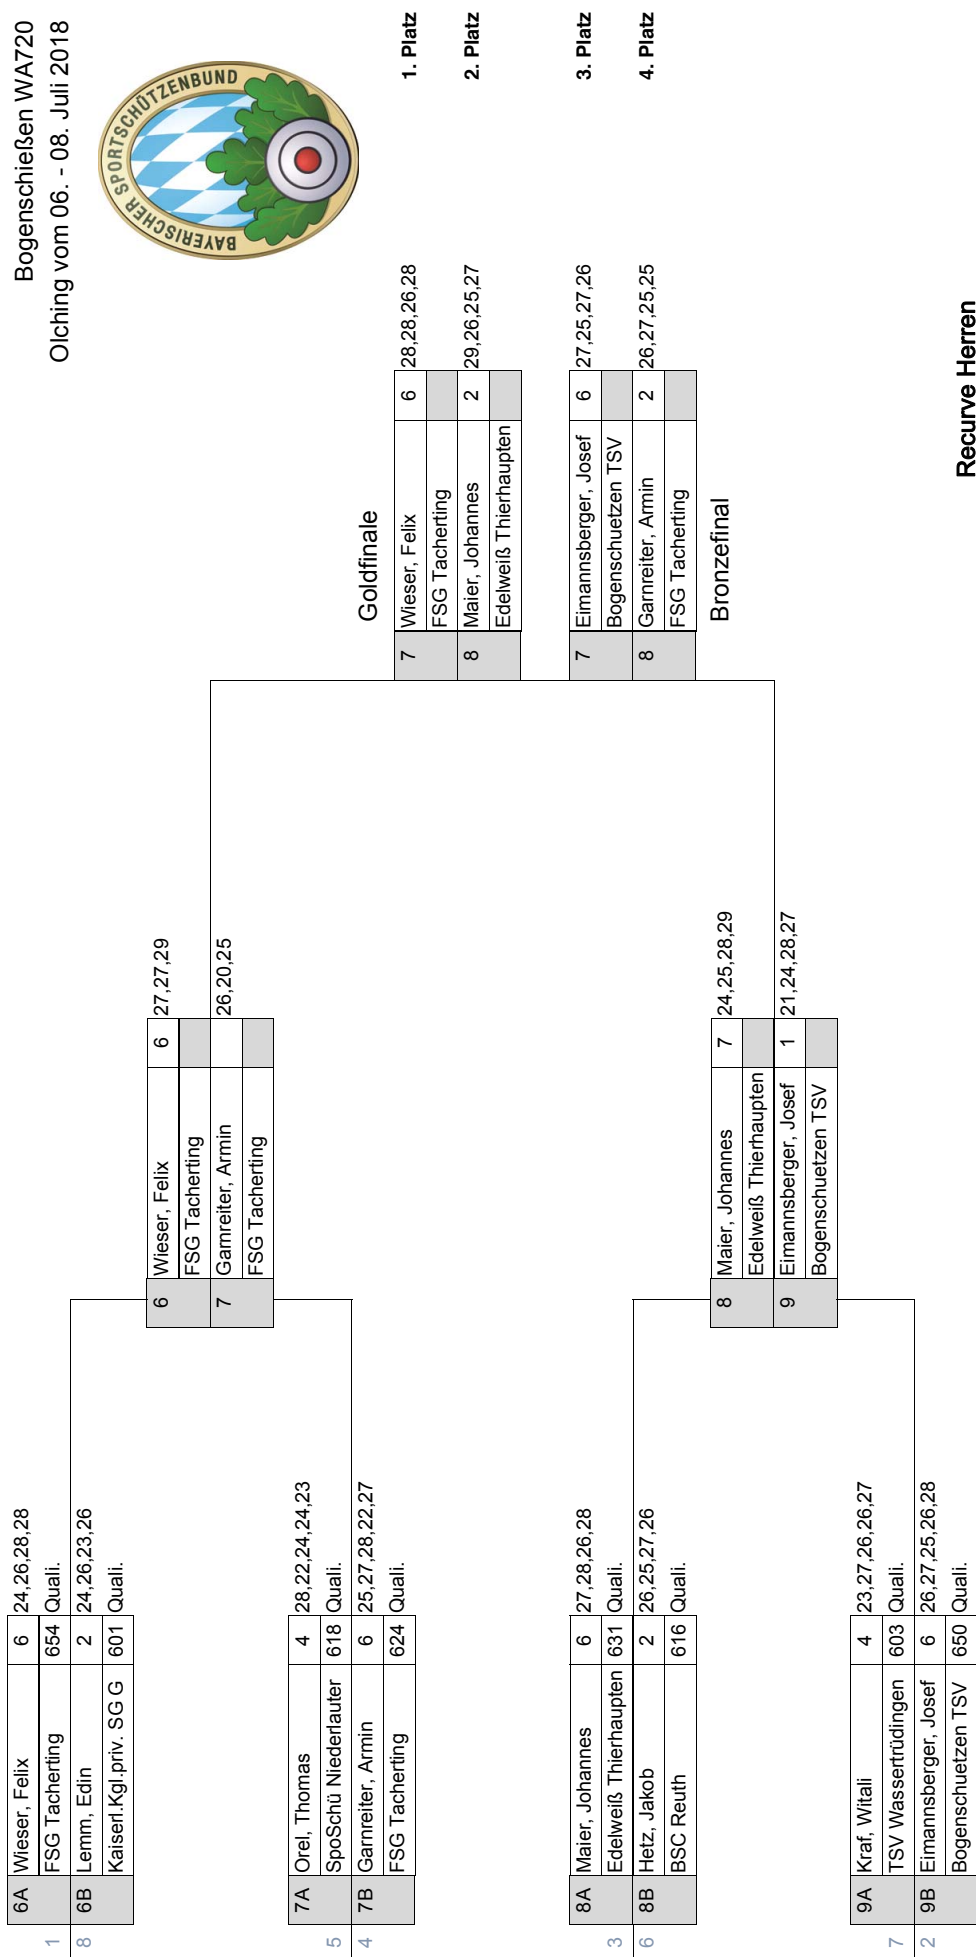 Bogenschießen WA720
Olching vom 06. - 08. Juli 2018
BAYERISCHER SPORTSCHÜTZENBUND
1
6A Wieser, Felix 6 24,26,28,28
FSG Tacherting 654 Quali.
8
6B Lemm, Edin 2 24,26,23,26
Kaiserl.Kgl.priv. SG G 601 Quali.
5
7A Orel, Thomas 4 28,22,24,24,23
SpoSchü Niederlauter 618 Quali.
4
7B Garnreiter, Armin 6 25,27,28,22,27
FSG Tacherting 624 Quali.
3
8A Maier, Johannes 6 27,28,26,28
Edelweiß Thierhaupten 631 Quali.
6
8B Hetz, Jakob 2 26,25,27,26
BSC Reuth 616 Quali.
7
9A Kraf, Witali 4 23,27,26,26,27
TSV Wassertrüdingen 603 Quali.
2
9B Eimannsberger, Josef 6 26,27,25,26,28
Bogenschuetzen TSV 650 Quali.
6 Wieser, Felix 6 27,27,29
FSG Tacherting
7 Garnreiter, Armin 26,20,25
FSG Tacherting
8 Maier, Johannes 7 24,25,28,29
Edelweiß Thierhaupten
9 Eimannsberger, Josef 1 21,24,28,27
Bogenschuetzen TSV
Goldfinale
7 Wieser, Felix 6 28,28,26,28 1. Platz
FSG Tacherting
8 Maier, Johannes 2 29,26,25,27 2. Platz
Edelweiß Thierhaupten
7 Eimannsberger, Josef 6 27,25,27,26 3. Platz
Bogenschuetzen TSV
8 Garnreiter, Armin 2 26,27,25,25 4. Platz
FSG Tacherting
Bronzefinal
Recurve Herren